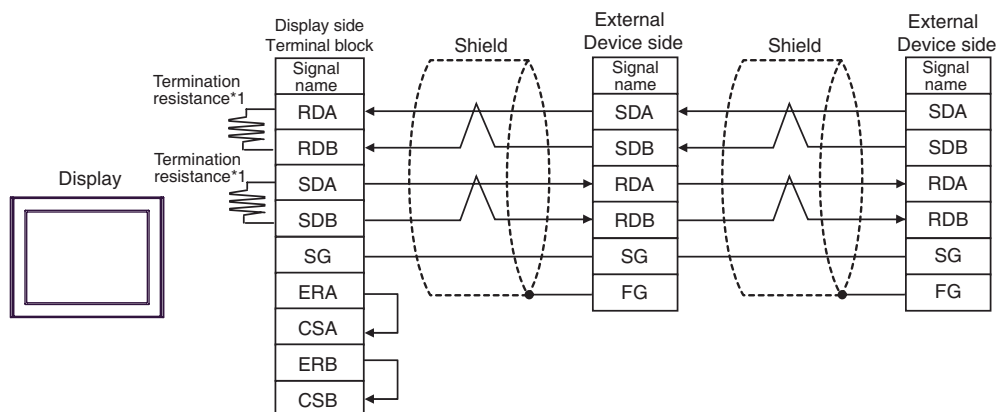 Display side
Terminal block
Shield
External
Device side
Shield
External
Device side
Termination
resistance*1
Termination
resistance*1
Display
Signal
name
RDA
RDB
SDA
SDB
SG
ERA
CSA
ERB
CSB
Signal
name
SDA
SDB
RDA
RDB
SG
FG
Signal
name
SDA
SDB
RDA
RDB
SG
FG